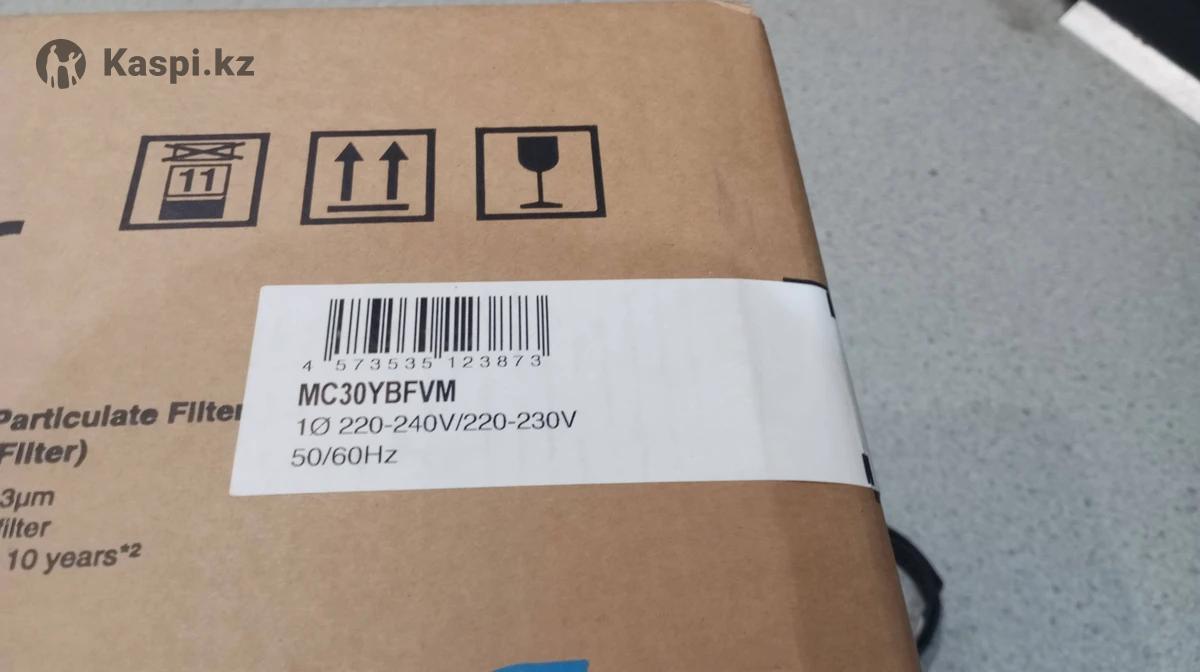 Kaspi.kz
11
4 573535 123873
MC30YBFVM
1Ø 220-240V/220-230V
50/60Hz
Particulate Filter
Filter)
3µm
filter
10 years*2